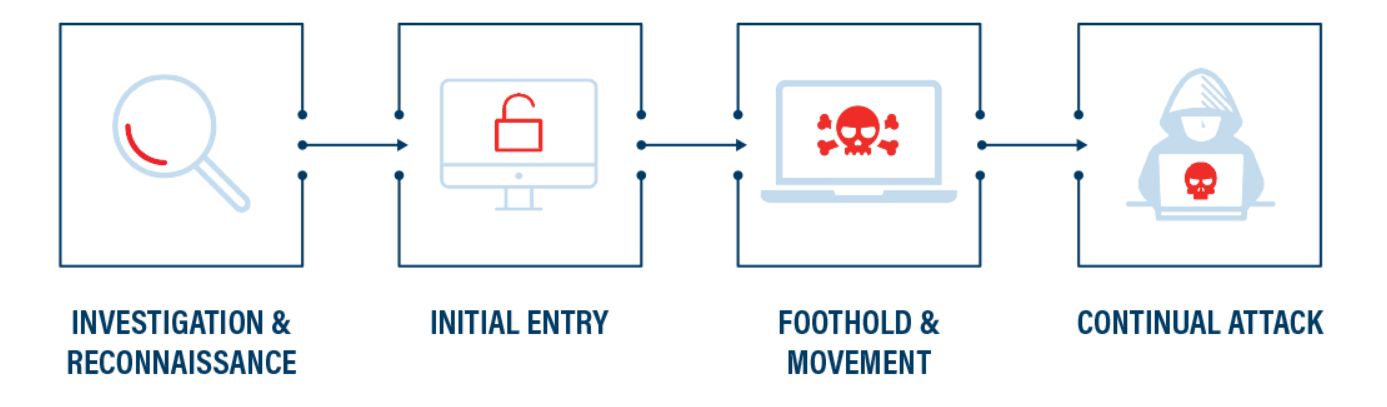 INVESTIGATION &
RECONNAISSANCE
INITIAL ENTRY
FOOTHOLD &
MOVEMENT
CONTINUAL ATTACK